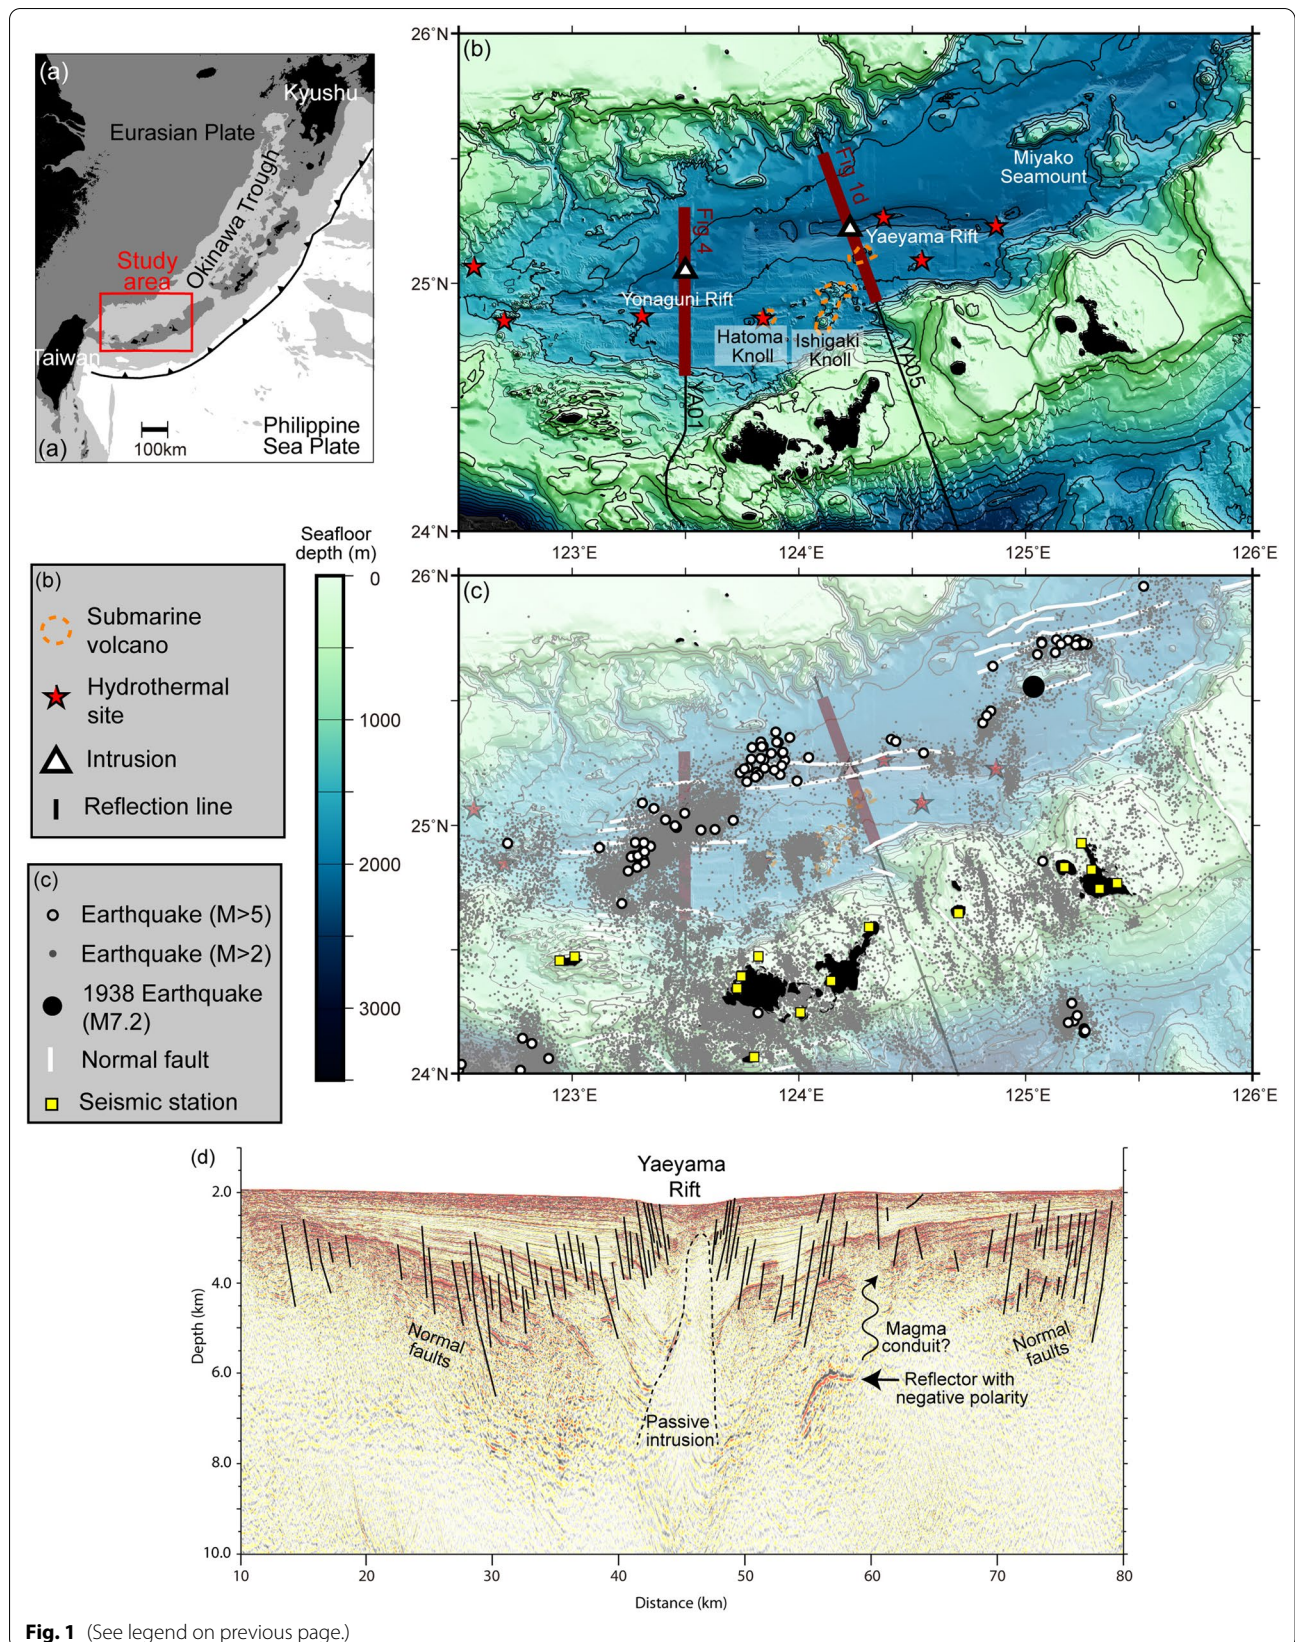 (a)
Kyushu
Eurasian Plate
Okinawa Trough
Study
area
Taiwan
Philippine
Sea Plate
100km
(a)
26°N
(b)
Miyako
Seamount
Fig 1d
Fig 4
Yaeyama Rift
25°N
Yonaguni Rift
Hatoma
Knoll
Ishigaki
Knoll
YA05
YA01
24°N
123°E
124°E
125°E
126°E
Seafloor
depth (m)
0
1000
2000
3000
(b)
Submarine
volcano
Hydrothermal
site
Intrusion
Reflection line
(c)
Earthquake (M>5)
Earthquake (M>2)
1938 Earthquake
(M7.2)
Normal fault
Seismic station
26°N
(c)
25°N
24°N
123°E
124°E
125°E
126°E
(d)
Yaeyama
Rift
2.0
4.0
6.0
8.0
10.0
Depth (km)
Normal
faults
Magma
conduit?
Normal
faults
Reflector with
negative polarity
Passive
intrusion
10
20
30
40
50
60
70
80
Distance (km)
Fig. 1 (See legend on previous page.)